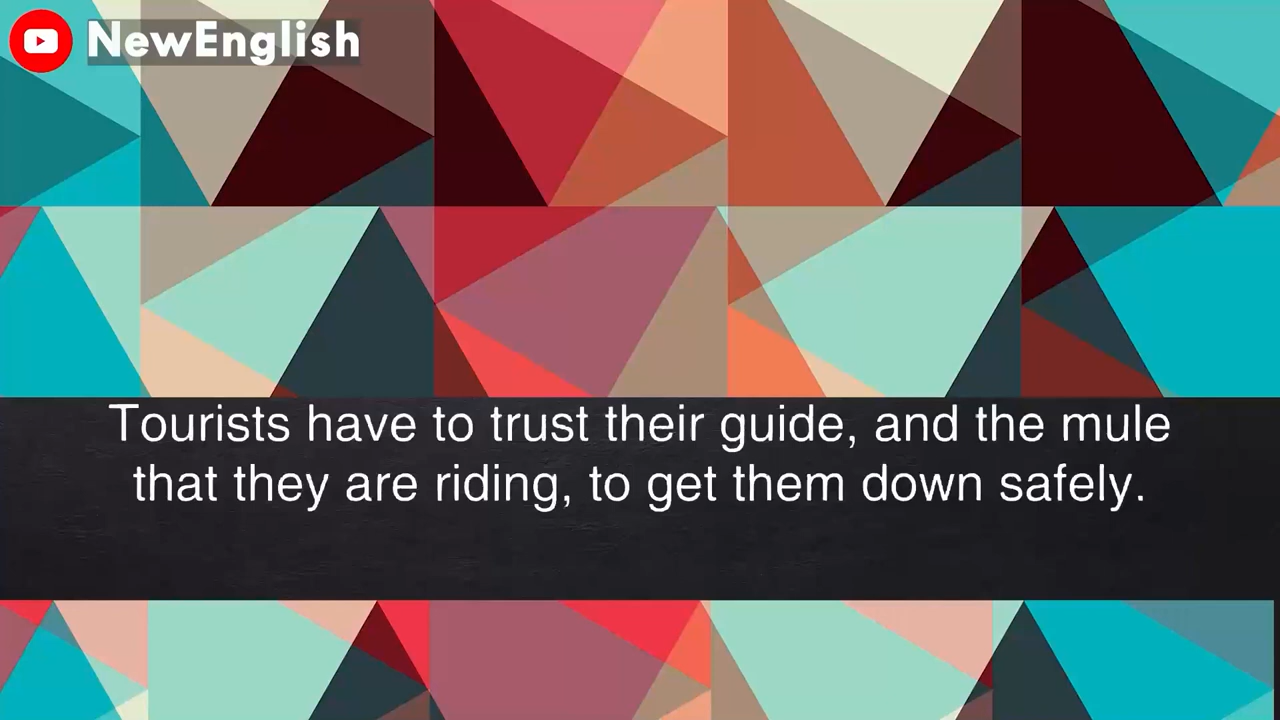 NewEnglish
Tourists have to trust their guide, and the mule
that they are riding, to get them down safely.